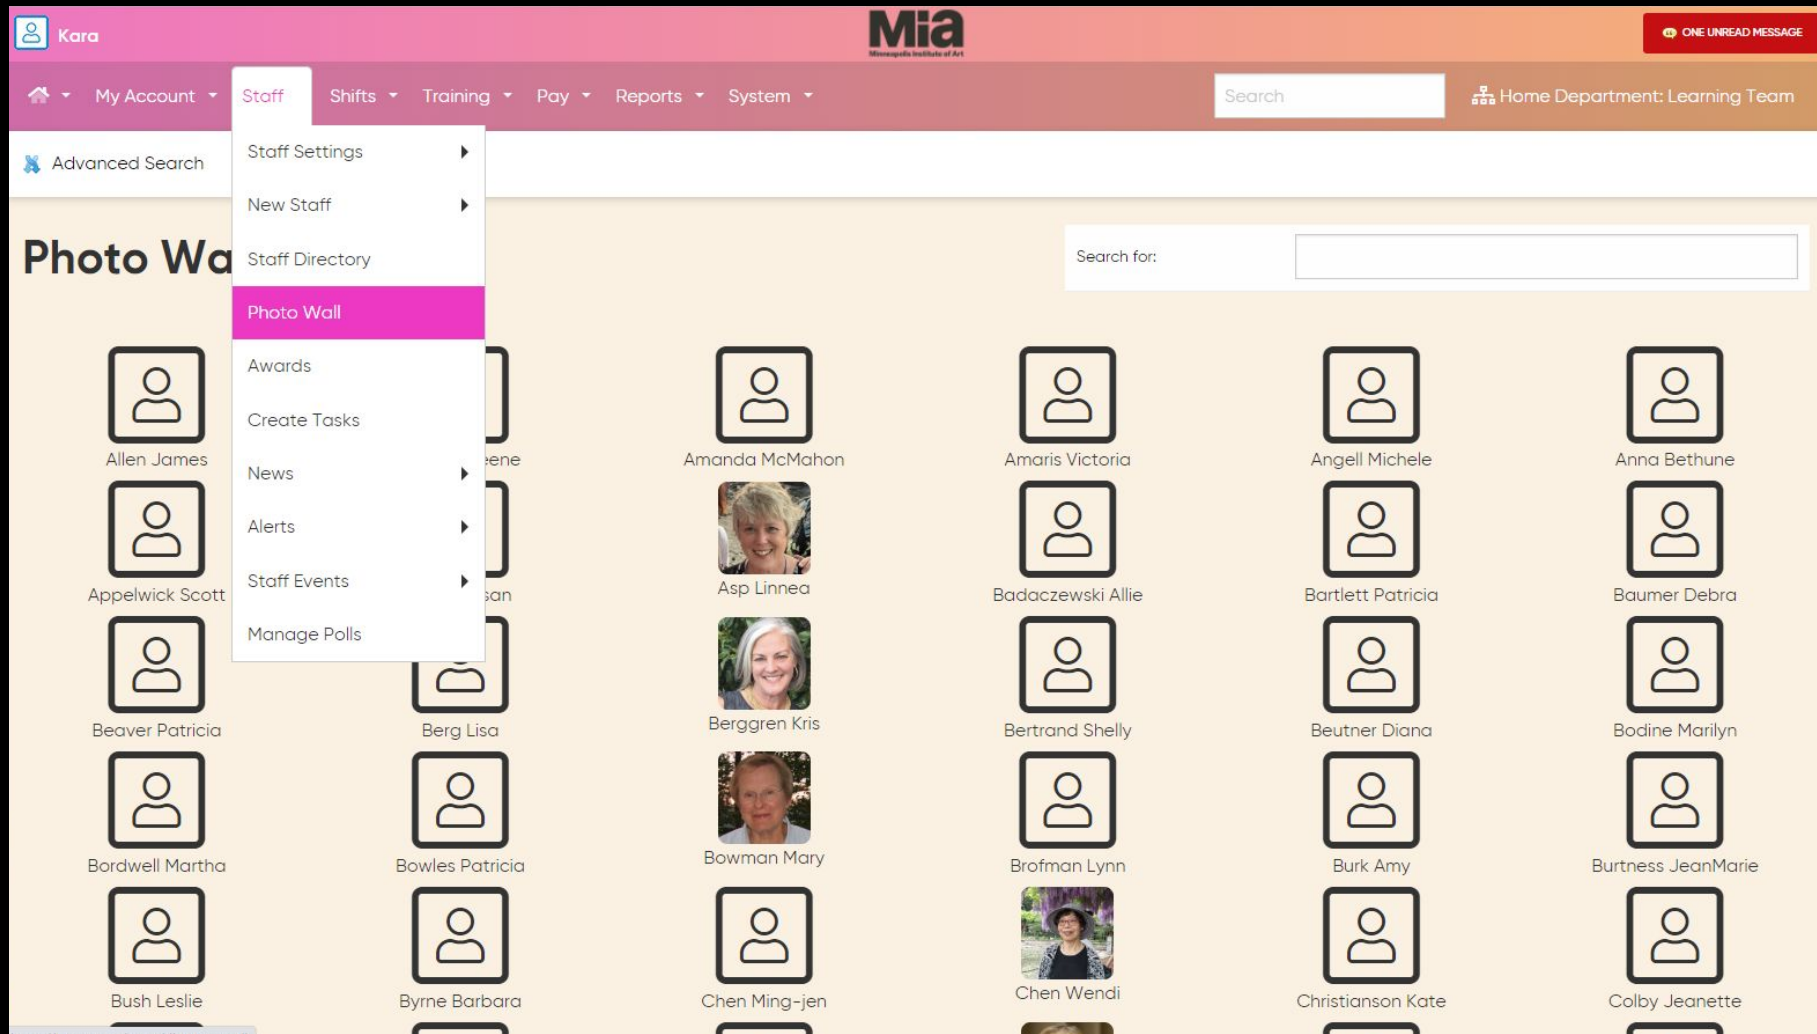 Kara
Mia
Minneapolis Institute of Art
ONE UNREAD MESSAGE
My Account
Staff
Shifts
Training
Pay
Reports
System
Search
Home Department: Learning Team
Advanced Search
Staff Settings
New Staff
Staff Directory
Photo Wall
Awards
Create Tasks
News
Alerts
Staff Events
Manage Polls
Photo Wa
Search for:
Allen James
Amanda McMahon
Amaris Victoria
Angell Michele
Anna Bethune
Appelwick Scott
Asp Linnea
Badaczewski Allie
Bartlett Patricia
Baumer Debra
Beaver Patricia
Berg Lisa
Berggren Kris
Bertrand Shelly
Beutner Diana
Bodine Marilyn
Bordwell Martha
Bowles Patricia
Bowman Mary
Brofman Lynn
Burk Amy
Burtness JeanMarie
Bush Leslie
Byrne Barbara
Chen Ming-jen
Chen Wendi
Christianson Kate
Colby Jeanette